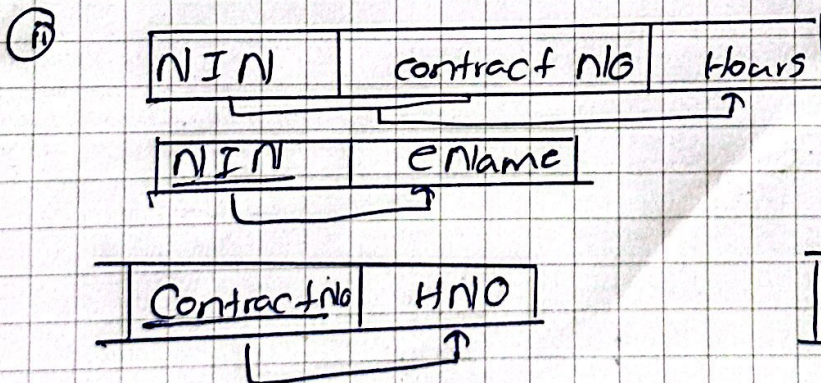 ii
NIN contract NO Hours
NIN eName
ContractNo HNO